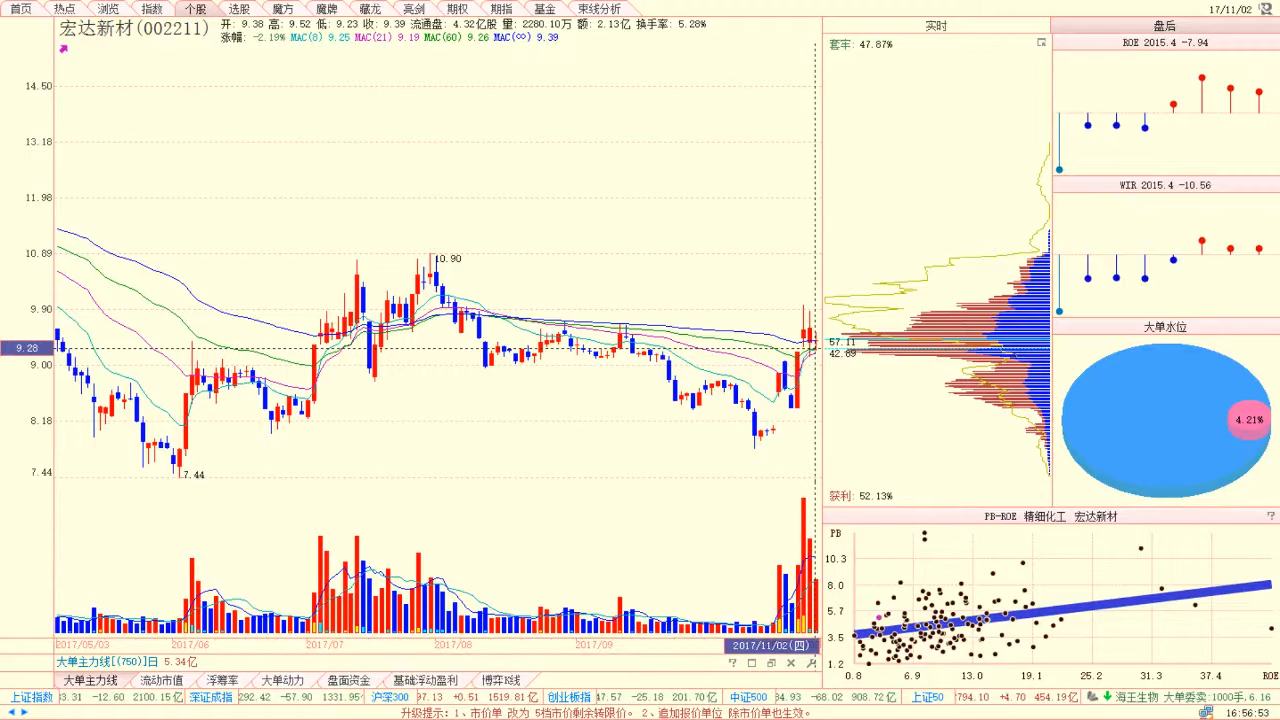 首页 热点 浏览 指数 个股 选股 魔方 魔牌 藏龙 亮剑 期权 期指 基金 束线分析 17/11/02
宏达新材(002211) 开: 9.38 高: 9.52 低: 9.23 收: 9.39 流通盘: 4.32亿股 量: 2280.10万 额: 2.13亿 换手率: 5.28%
涨幅: -2.19% MAC(8) 9.25 MAC(21) 9.19 MAC(60) 9.26 MAC(∞) 9.39
实时 盘后
套牢: 47.87%
ROE 2015.4 -7.94
14.50
13.18
11.98
10.89
9.90
9.28
9.00
8.18
7.44
10.90
7.44
57.11
42.89
WIR 2015.4 -10.56
大单水位
4.21%
获利: 52.13%
PB-ROE 精细化工 宏达新材 ?
PB
10.3
8.0
5.7
3.5
1.2
0.8 6.9 13.0 19.1 25.2 31.3 37.4 ROE
2017/05/03 2017/06 2017/07 2017/08 2017/09 2017/11/02(四)
大单主力线[(750)]日 5.34亿 ?
大单主力线 流动市值 浮筹率 大单动力 盘面资金 基础浮动盈利 博弈K线
上证指数 -12.60 2100.15亿 深证成指 292.42 -57.90 1331.95 沪深300 +0.51 1519.81亿 创业板指 -25.18 201.70亿 中证500 -68.02 908.72亿 上证50 794.10 +4.70 454.19亿 海王生物 大单委卖:1000手, 6.16
升级提示: 1、市价单 改为 5档市价剩余转限价。 2、追加报价单位 除市价单也生效。 16:56:53